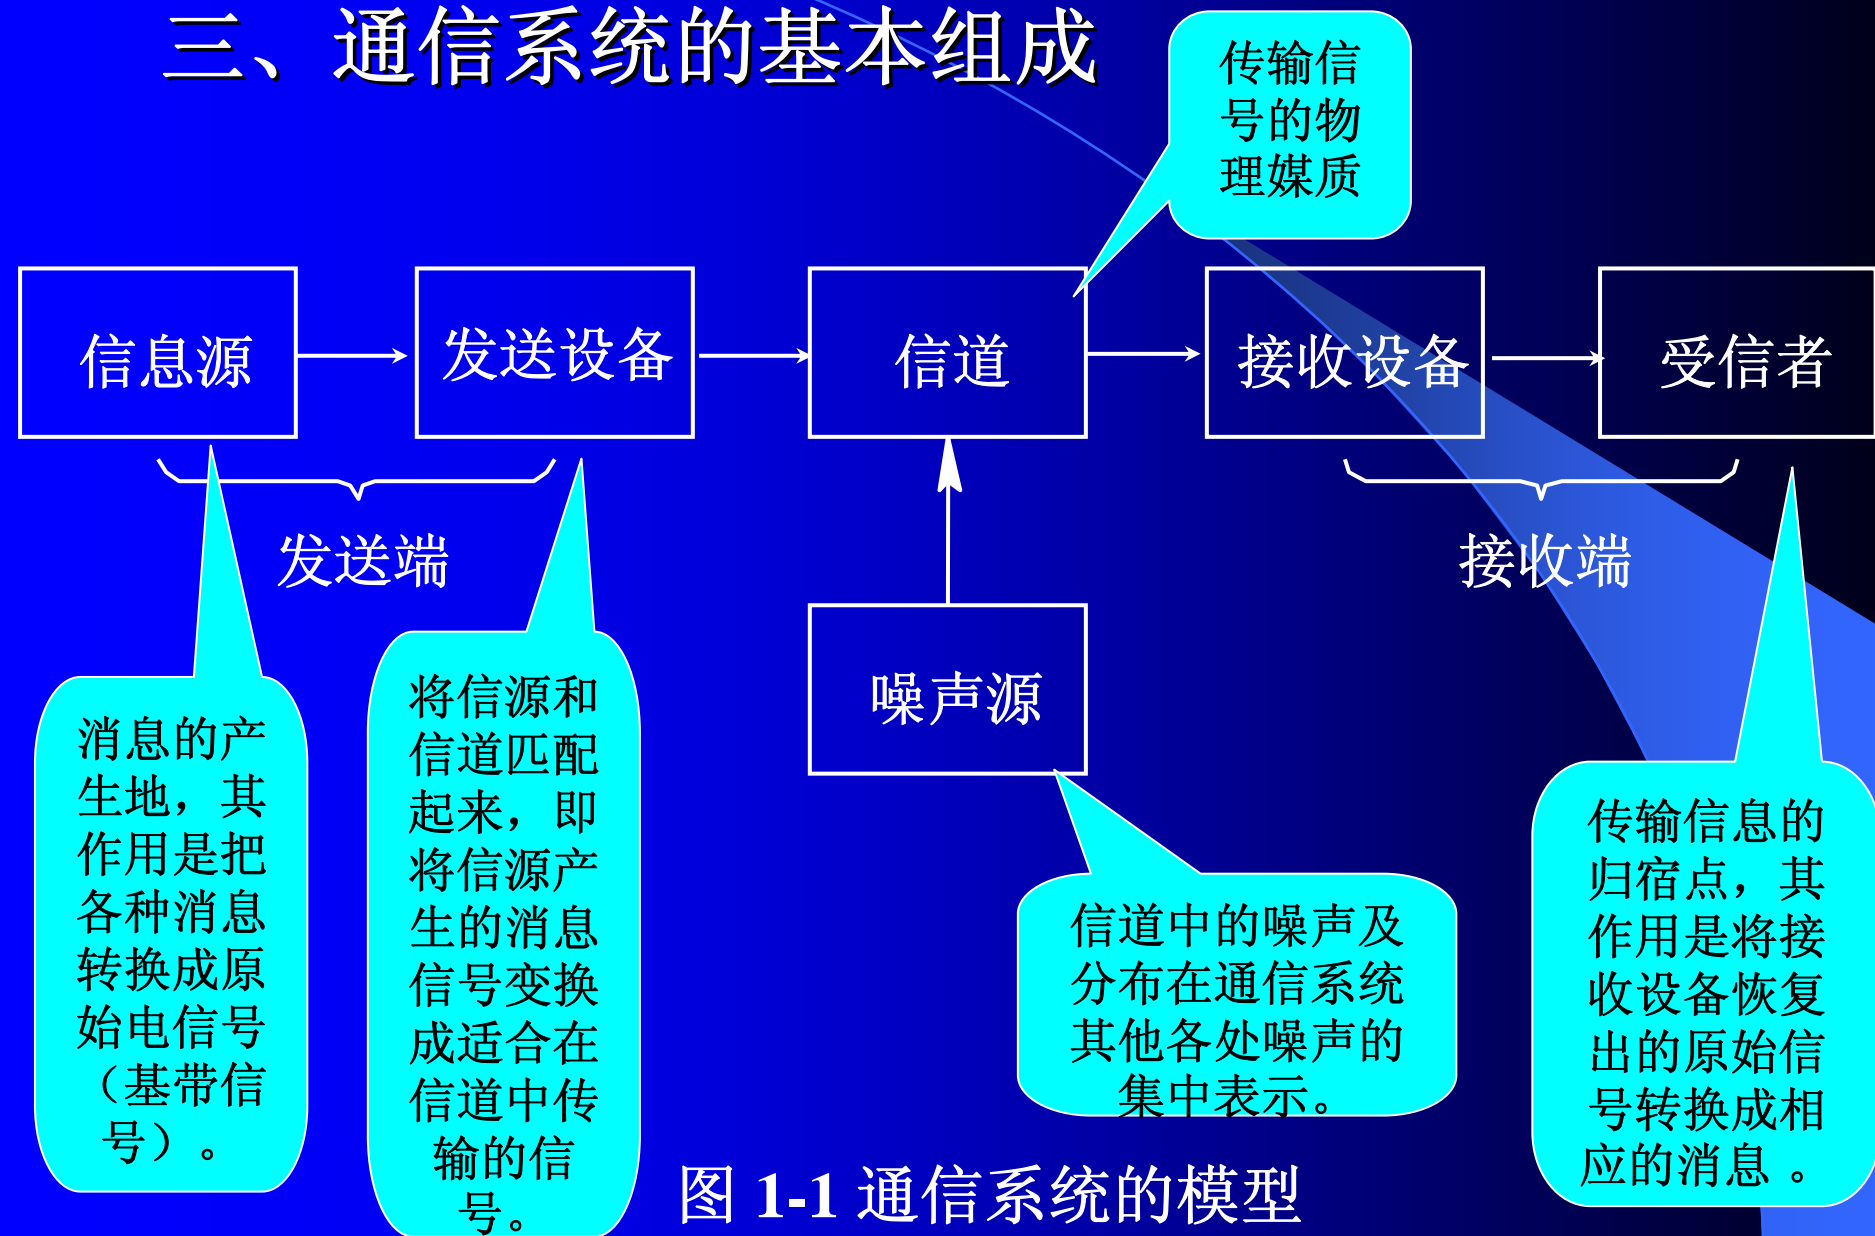 三、通信系统的基本组成
传输信
号的物
理媒质
信息源
发送设备
信道
接收设备
受信者
发送端
接收端
噪声源
消息的产
生地，其
作用是把
各种消息
转换成原
始电信号
（基带信
号）。
将信源和
信道匹配
起来，即
将信源产
生的消息
信号变换
成适合在
信道中传
输的信
号。
信道中的噪声及
分布在通信系统
其他各处噪声的
集中表示。
传输信息的
归宿点，其
作用是将接
收设备恢复
出的原始信
号转换成相
应的消息 。
图 1-1 通信系统的模型